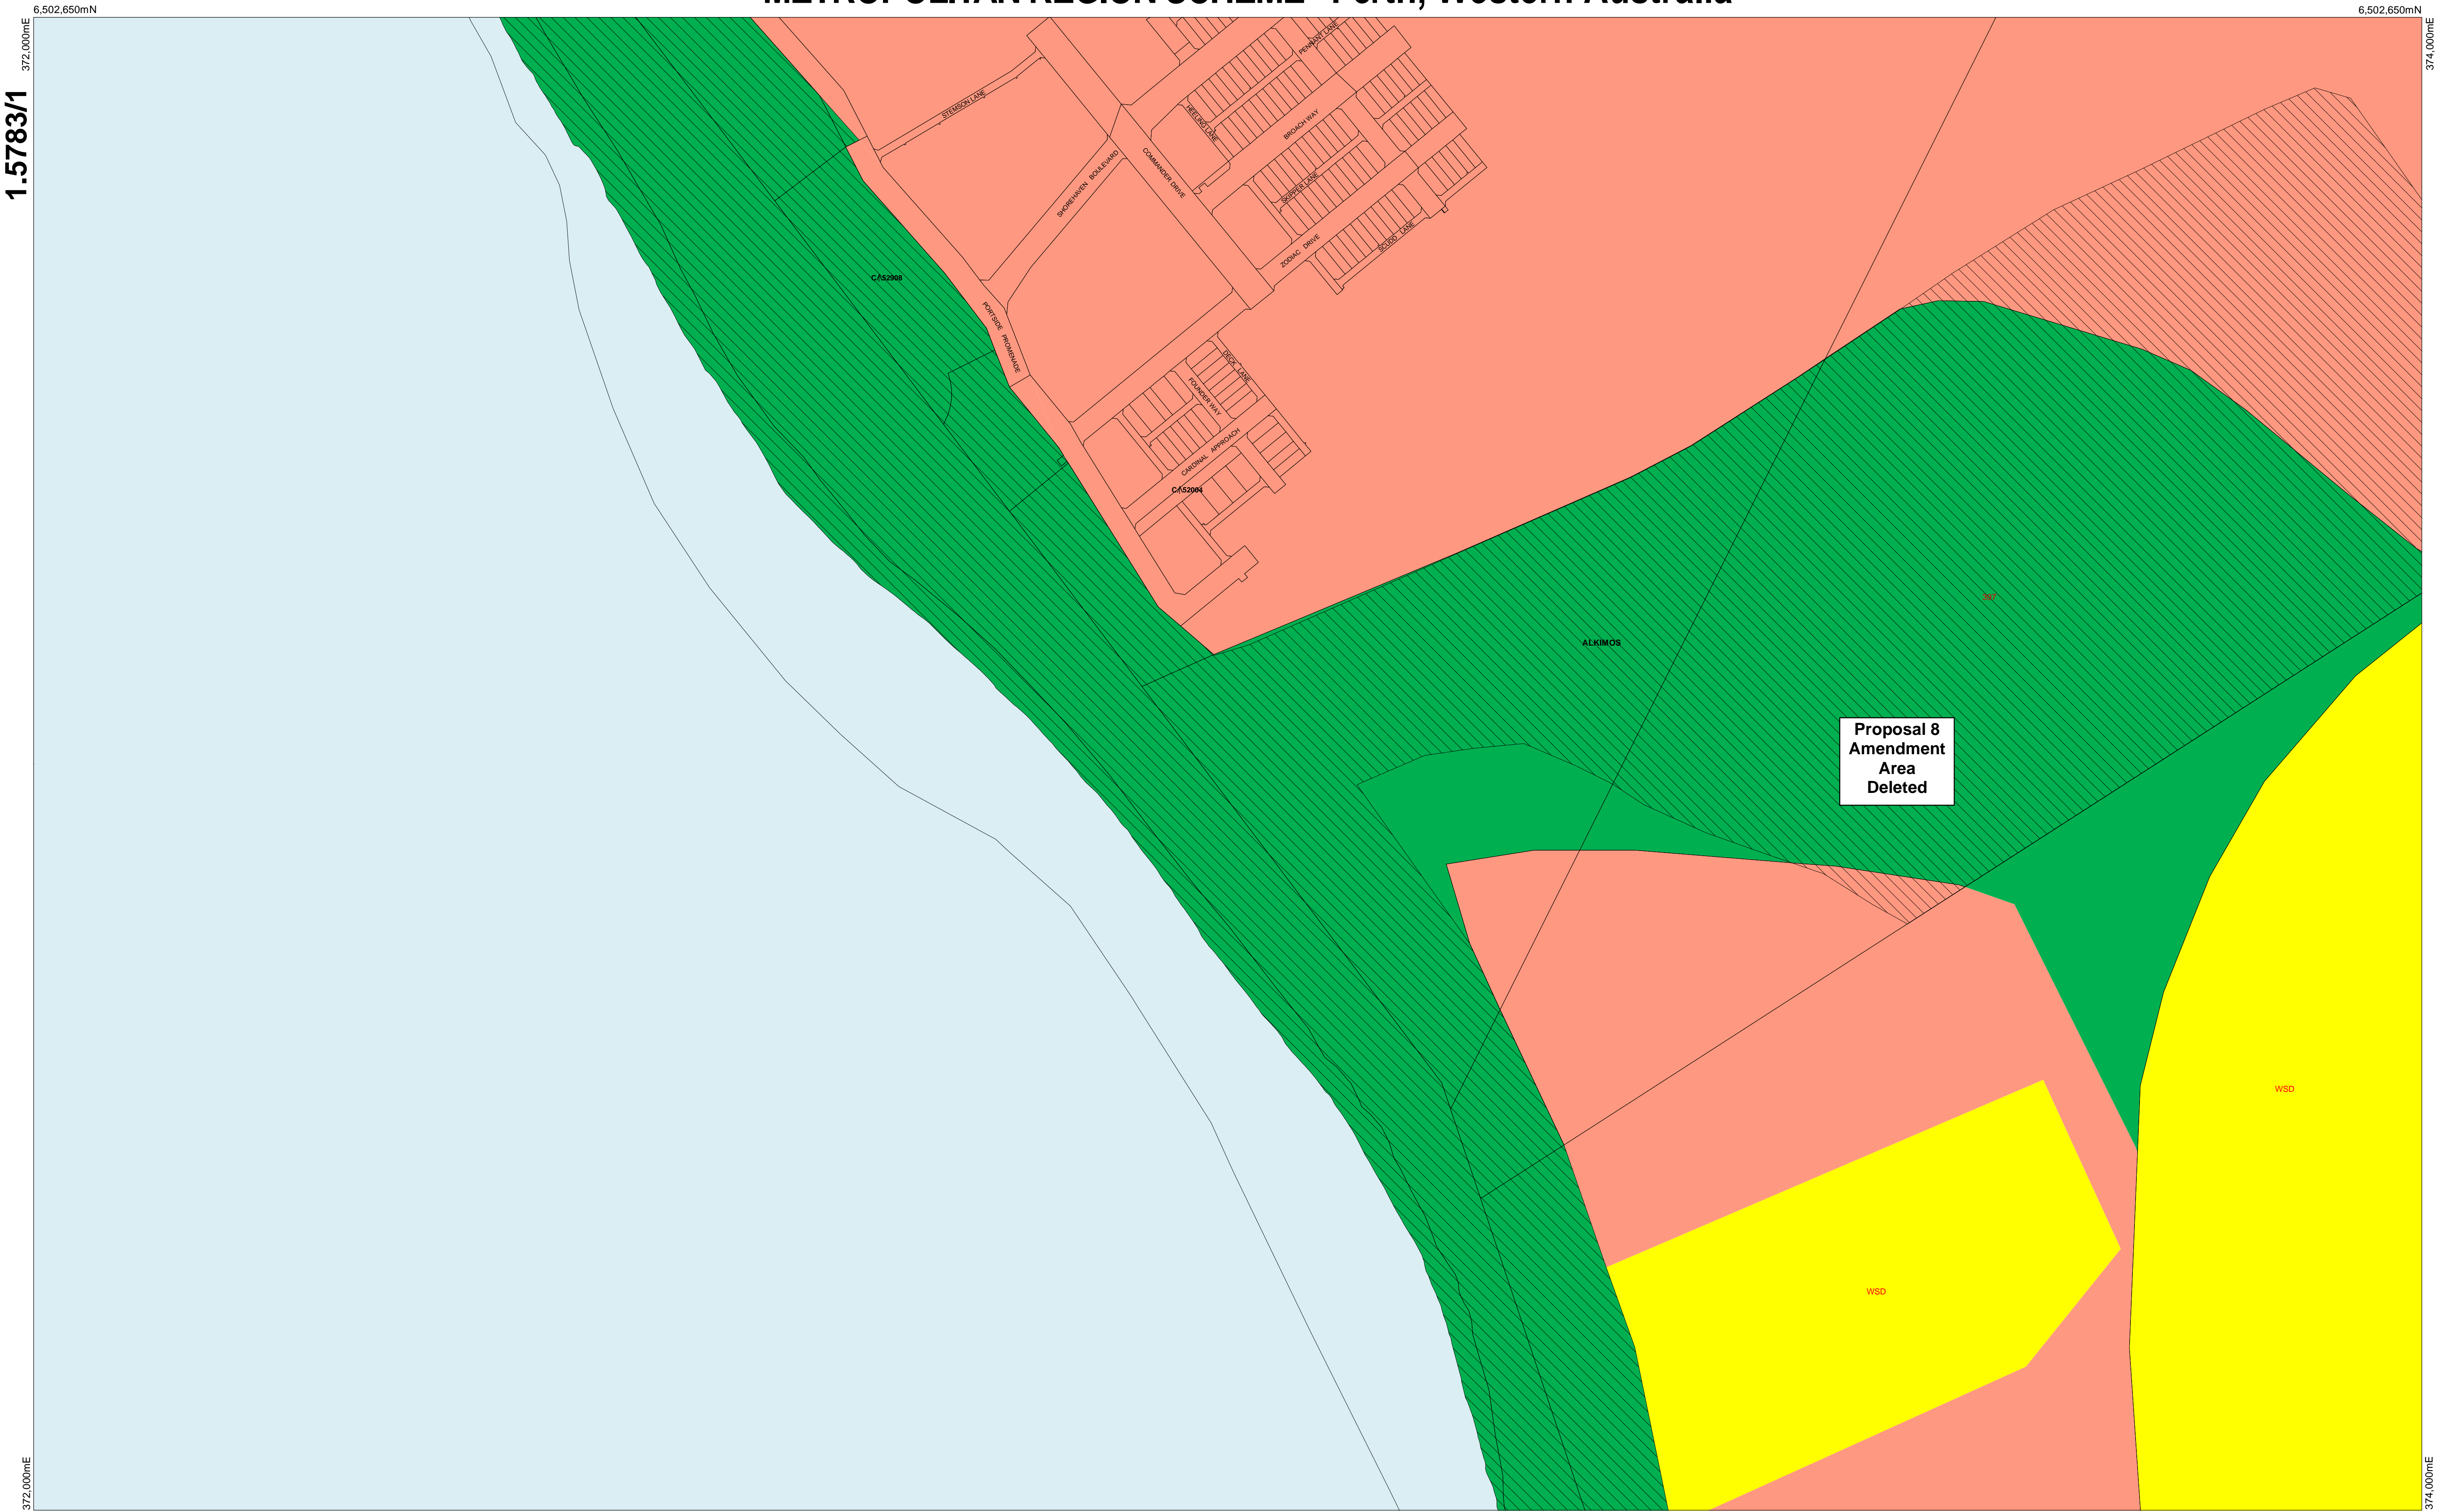 METROPOLITAN REGION SCHEME - Perth, Western Australia
6,502,650mN
6,502,650mN
372,000mE
374,000mE
1.5783/1
PENNANT LANE
STEMSON LANE
HEELING LANE
BROACH WAY
SHOREHAVEN BOULEVARD
COMMANDER DRIVE
SKIPPER LANE
ZODIAC DRIVE
SCUDO LANE
C/\52908
PORTSIDE PROMENADE
DECK LANE
FOUNDER WAY
CARDINAL APPROACH
C/\52004
397
ALKIMOS
Proposal 8
Amendment
Area
Deleted
WSD
WSD
372,000mE
374,000mE